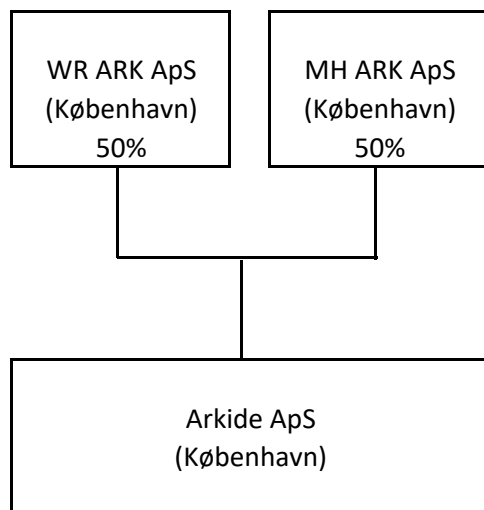 WR ARK ApS
(København)
50%
MH ARK ApS
(København)
50%
Arkide ApS
(København)